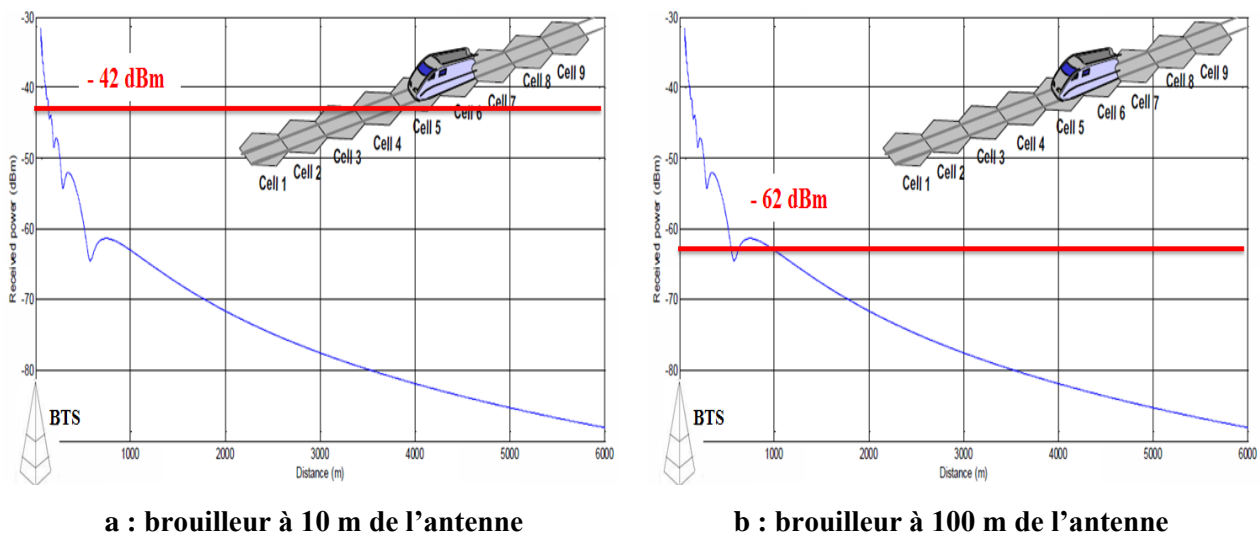 -30
-40
-50
-60
-70
-80
Received power (dBm)
- 42 dBm
Cell 1
Cell 2
Cell 3
Cell 4
Cell 5
Cell 6
Cell 7
Cell 8
Cell 9
BTS
1000
2000
3000
4000
5000
6000
Distance (m)
a : brouilleur à 10 m de l’antenne
-30
-40
-50
-60
-70
-80
Received power (dBm)
- 62 dBm
Cell 1
Cell 2
Cell 3
Cell 4
Cell 5
Cell 6
Cell 7
Cell 8
Cell 9
BTS
1000
2000
3000
4000
5000
6000
Distance (m)
b : brouilleur à 100 m de l’antenne